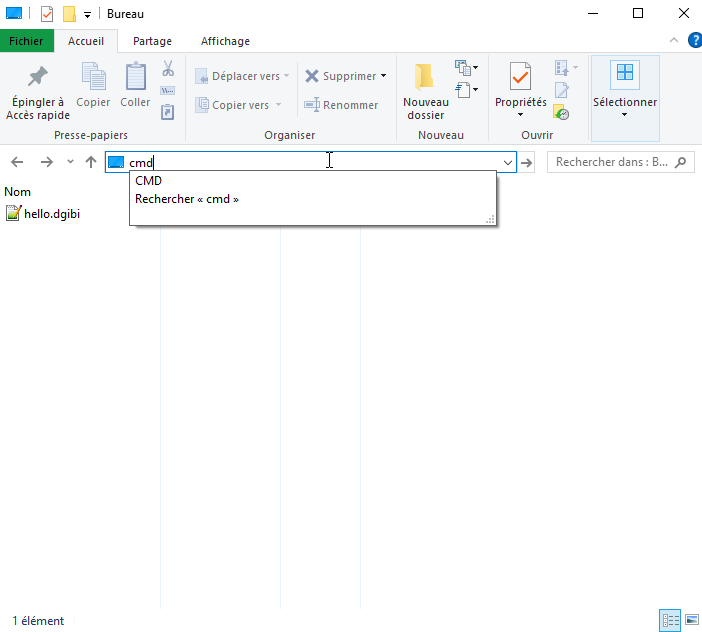 Bureau
Fichier Accueil Partage Affichage ?
Épingler à Accès rapide
Copier
Coller
Déplacer vers
Copier vers
Supprimer
Renommer
Nouveau dossier
Propriétés
Sélectionner
Presse-papiers Organiser Nouveau Ouvrir
cmd Rechercher dans : B...
CMD
Rechercher « cmd »
Nom
hello.dgibi
1 élément